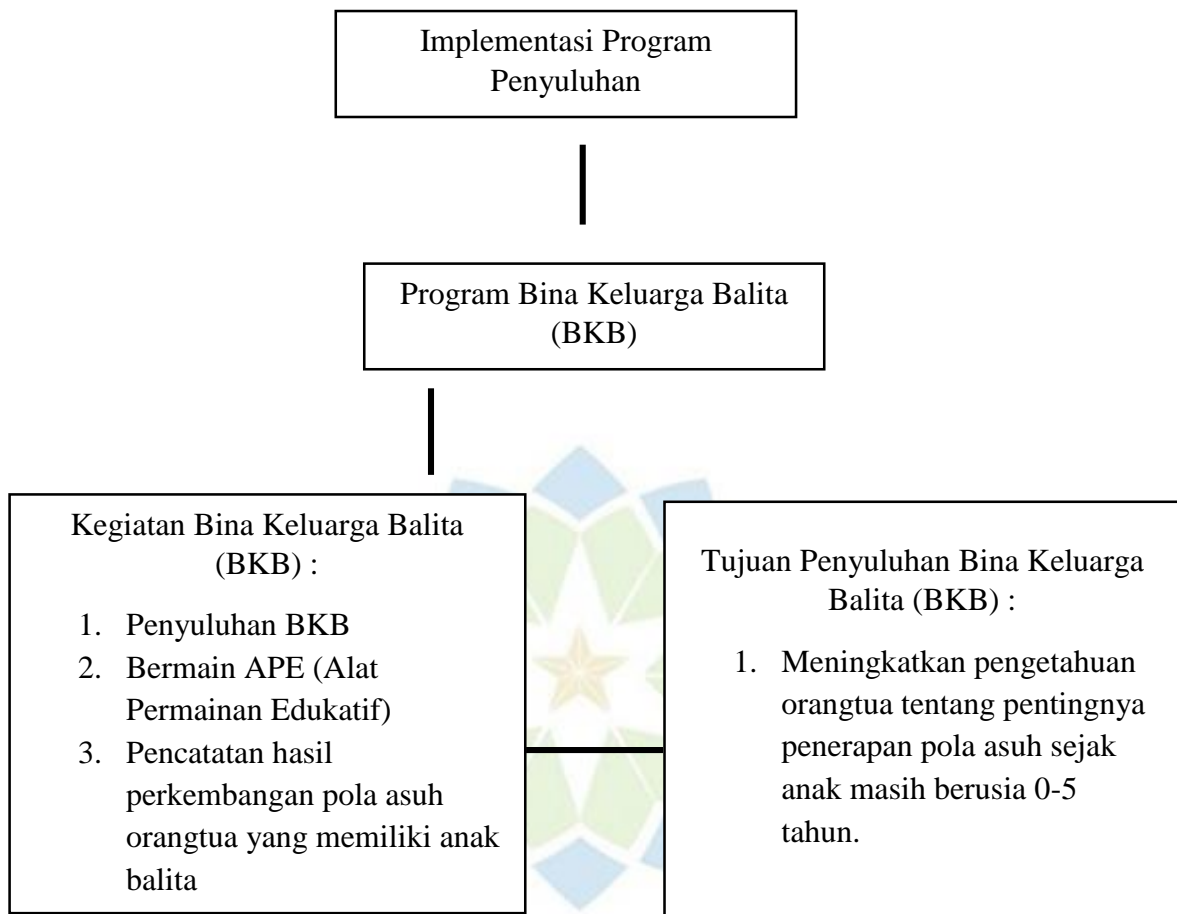 Implementasi Program
Penyuluhan
Program Bina Keluarga Balita
(BKB)
Kegiatan Bina Keluarga Balita
(BKB) :
1. Penyuluhan BKB
2. Bermain APE (Alat
Permainan Edukatif)
3. Pencatatan hasil
perkembangan pola asuh
orangtua yang memiliki anak
balita
Tujuan Penyuluhan Bina Keluarga
Balita (BKB) :
1. Meningkatkan pengetahuan
orangtua tentang pentingnya
penerapan pola asuh sejak
anak masih berusia 0-5
tahun.